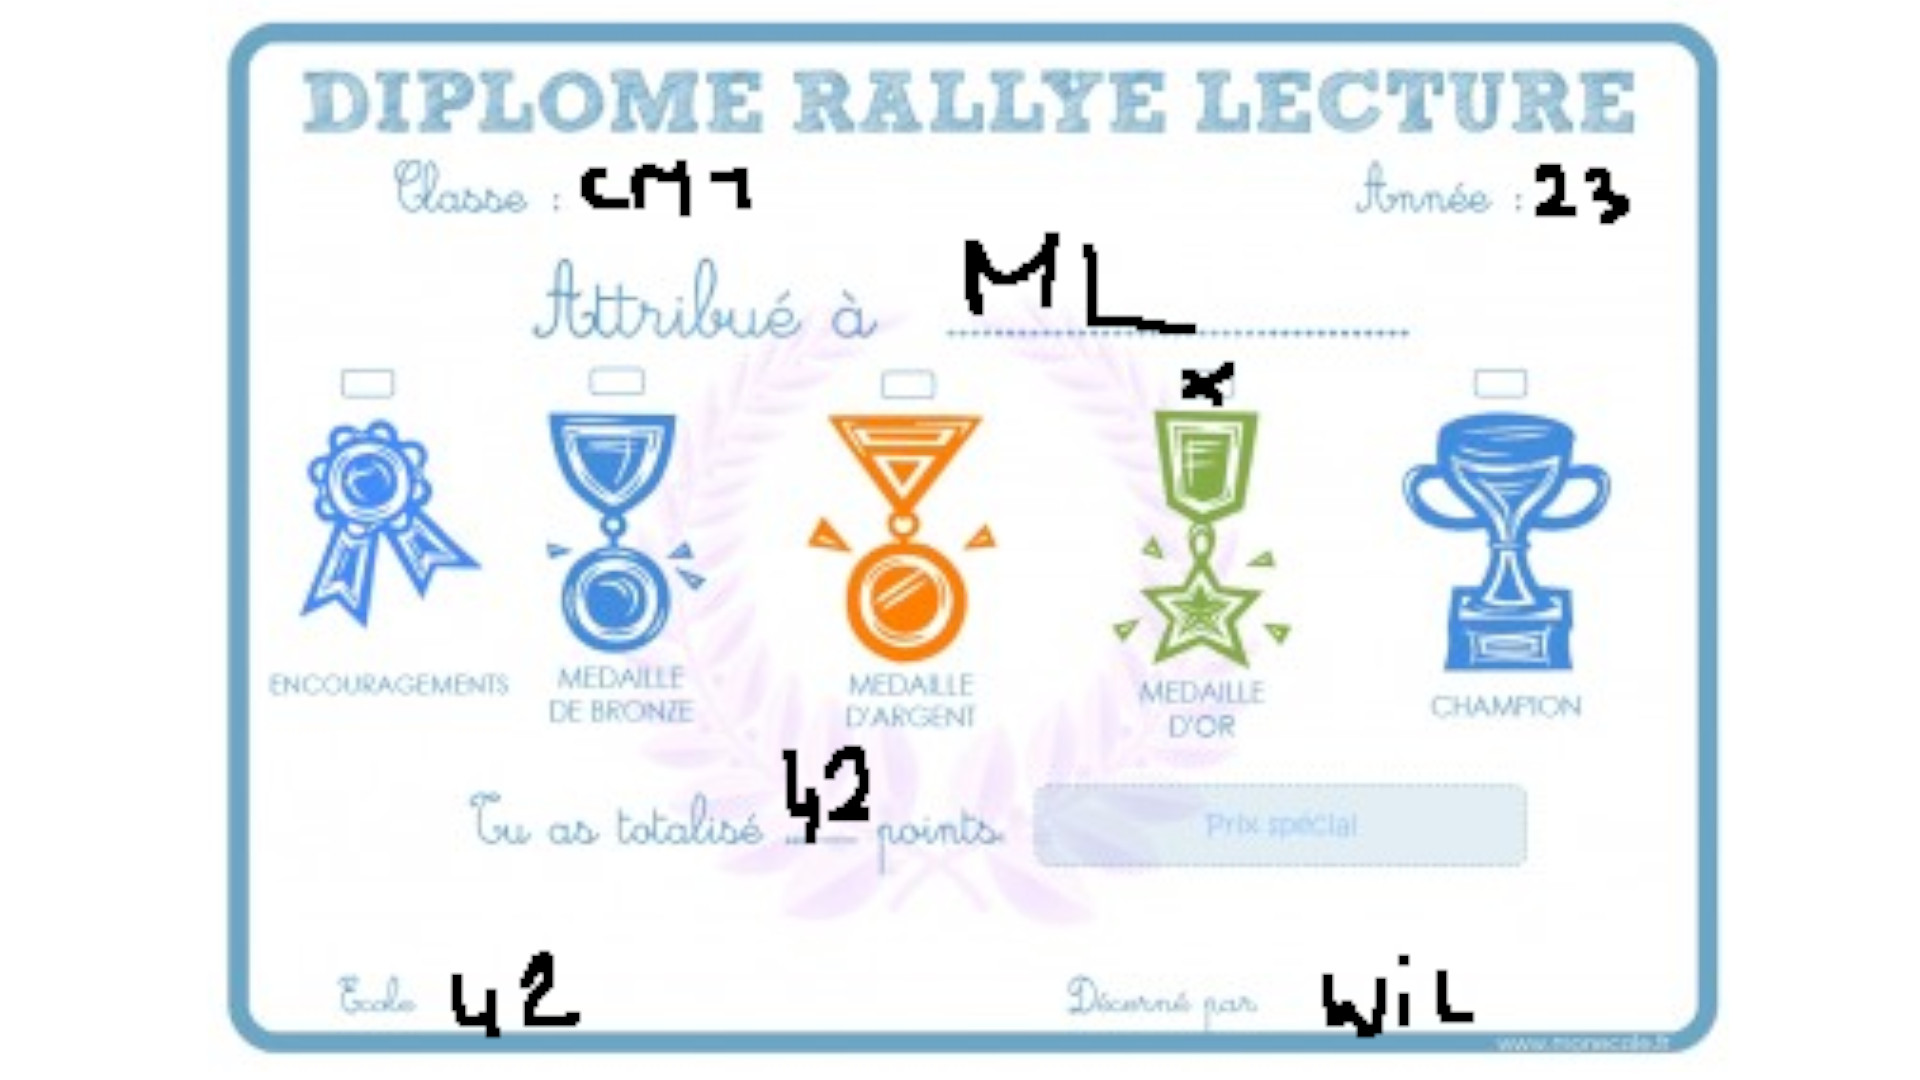 DIPLOME RALLYE LECTURE
Classe : CM1 Année : 23
Attribué à ML
ENCOURAGEMENTS
MEDAILLE
DE BRONZE
MEDAILLE
D'ARGENT
MEDAILLE
D'OR
CHAMPION
Tu as totalisé 42 points.
Prix spécial
Ecole 42
Décerné par WiL
www.monecole.fr